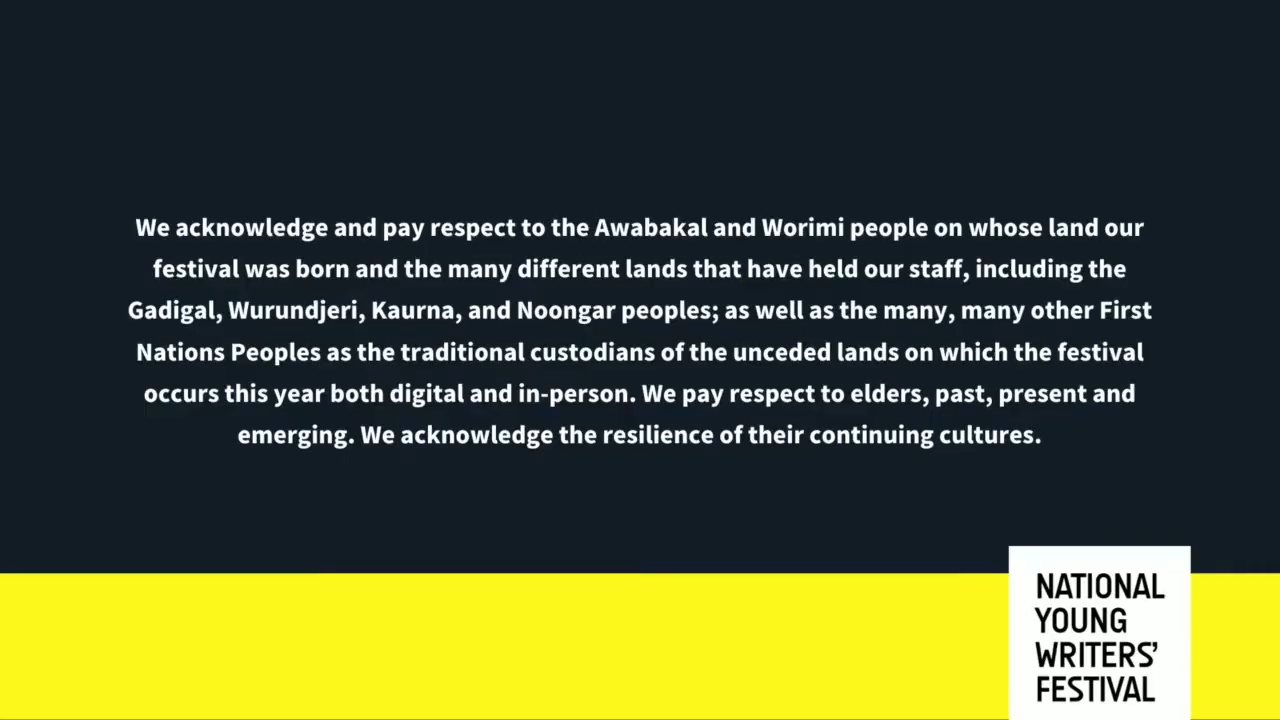 We acknowledge and pay respect to the Awabakal and Worimi people on whose land our
festival was born and the many different lands that have held our staff, including the
Gadigal, Wurundjeri, Kaurna, and Noongar peoples; as well as the many, many other First
Nations Peoples as the traditional custodians of the unceded lands on which the festival
occurs this year both digital and in-person. We pay respect to elders, past, present and
emerging. We acknowledge the resilience of their continuing cultures.
NATIONAL
YOUNG
WRITERS’
FESTIVAL